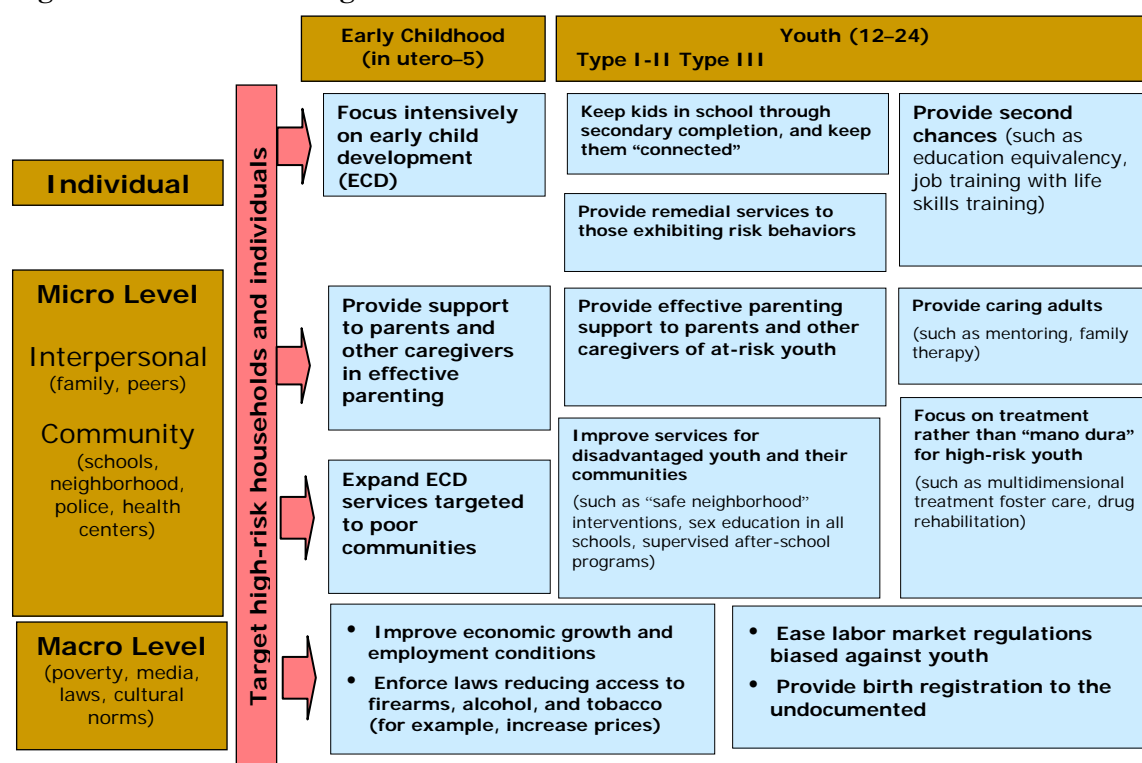 Early Childhood
(in utero–5)
Youth (12–24)
Type I-II Type III
Target high-risk households and individuals
Individual
Focus intensively
on early child
development
(ECD)
Keep kids in school through
secondary completion, and keep
them “connected”
Provide remedial services to
those exhibiting risk behaviors
Provide second
chances (such as
education equivalency,
job training with life
skills training)
Micro Level
Interpersonal
(family, peers)
Community
(schools,
neighborhood,
police, health
centers)
Provide support
to parents and
other caregivers
in effective
parenting
Provide effective parenting
support to parents and other
caregivers of at-risk youth
Provide caring adults
(such as mentoring, family
therapy)
Expand ECD
services targeted
to poor
communities
Improve services for
disadvantaged youth and their
communities
(such as “safe neighborhood”
interventions, sex education in all
schools, supervised after-school
programs)
Focus on treatment
rather than “mano dura”
for high-risk youth
(such as multidimensional
treatment foster care, drug
rehabilitation)
Macro Level
(poverty, media,
laws, cultural
norms)
• Improve economic growth and
employment conditions
• Enforce laws reducing access to
firearms, alcohol, and tobacco
(for example, increase prices)
• Ease labor market regulations
biased against youth
• Provide birth registration to the
undocumented